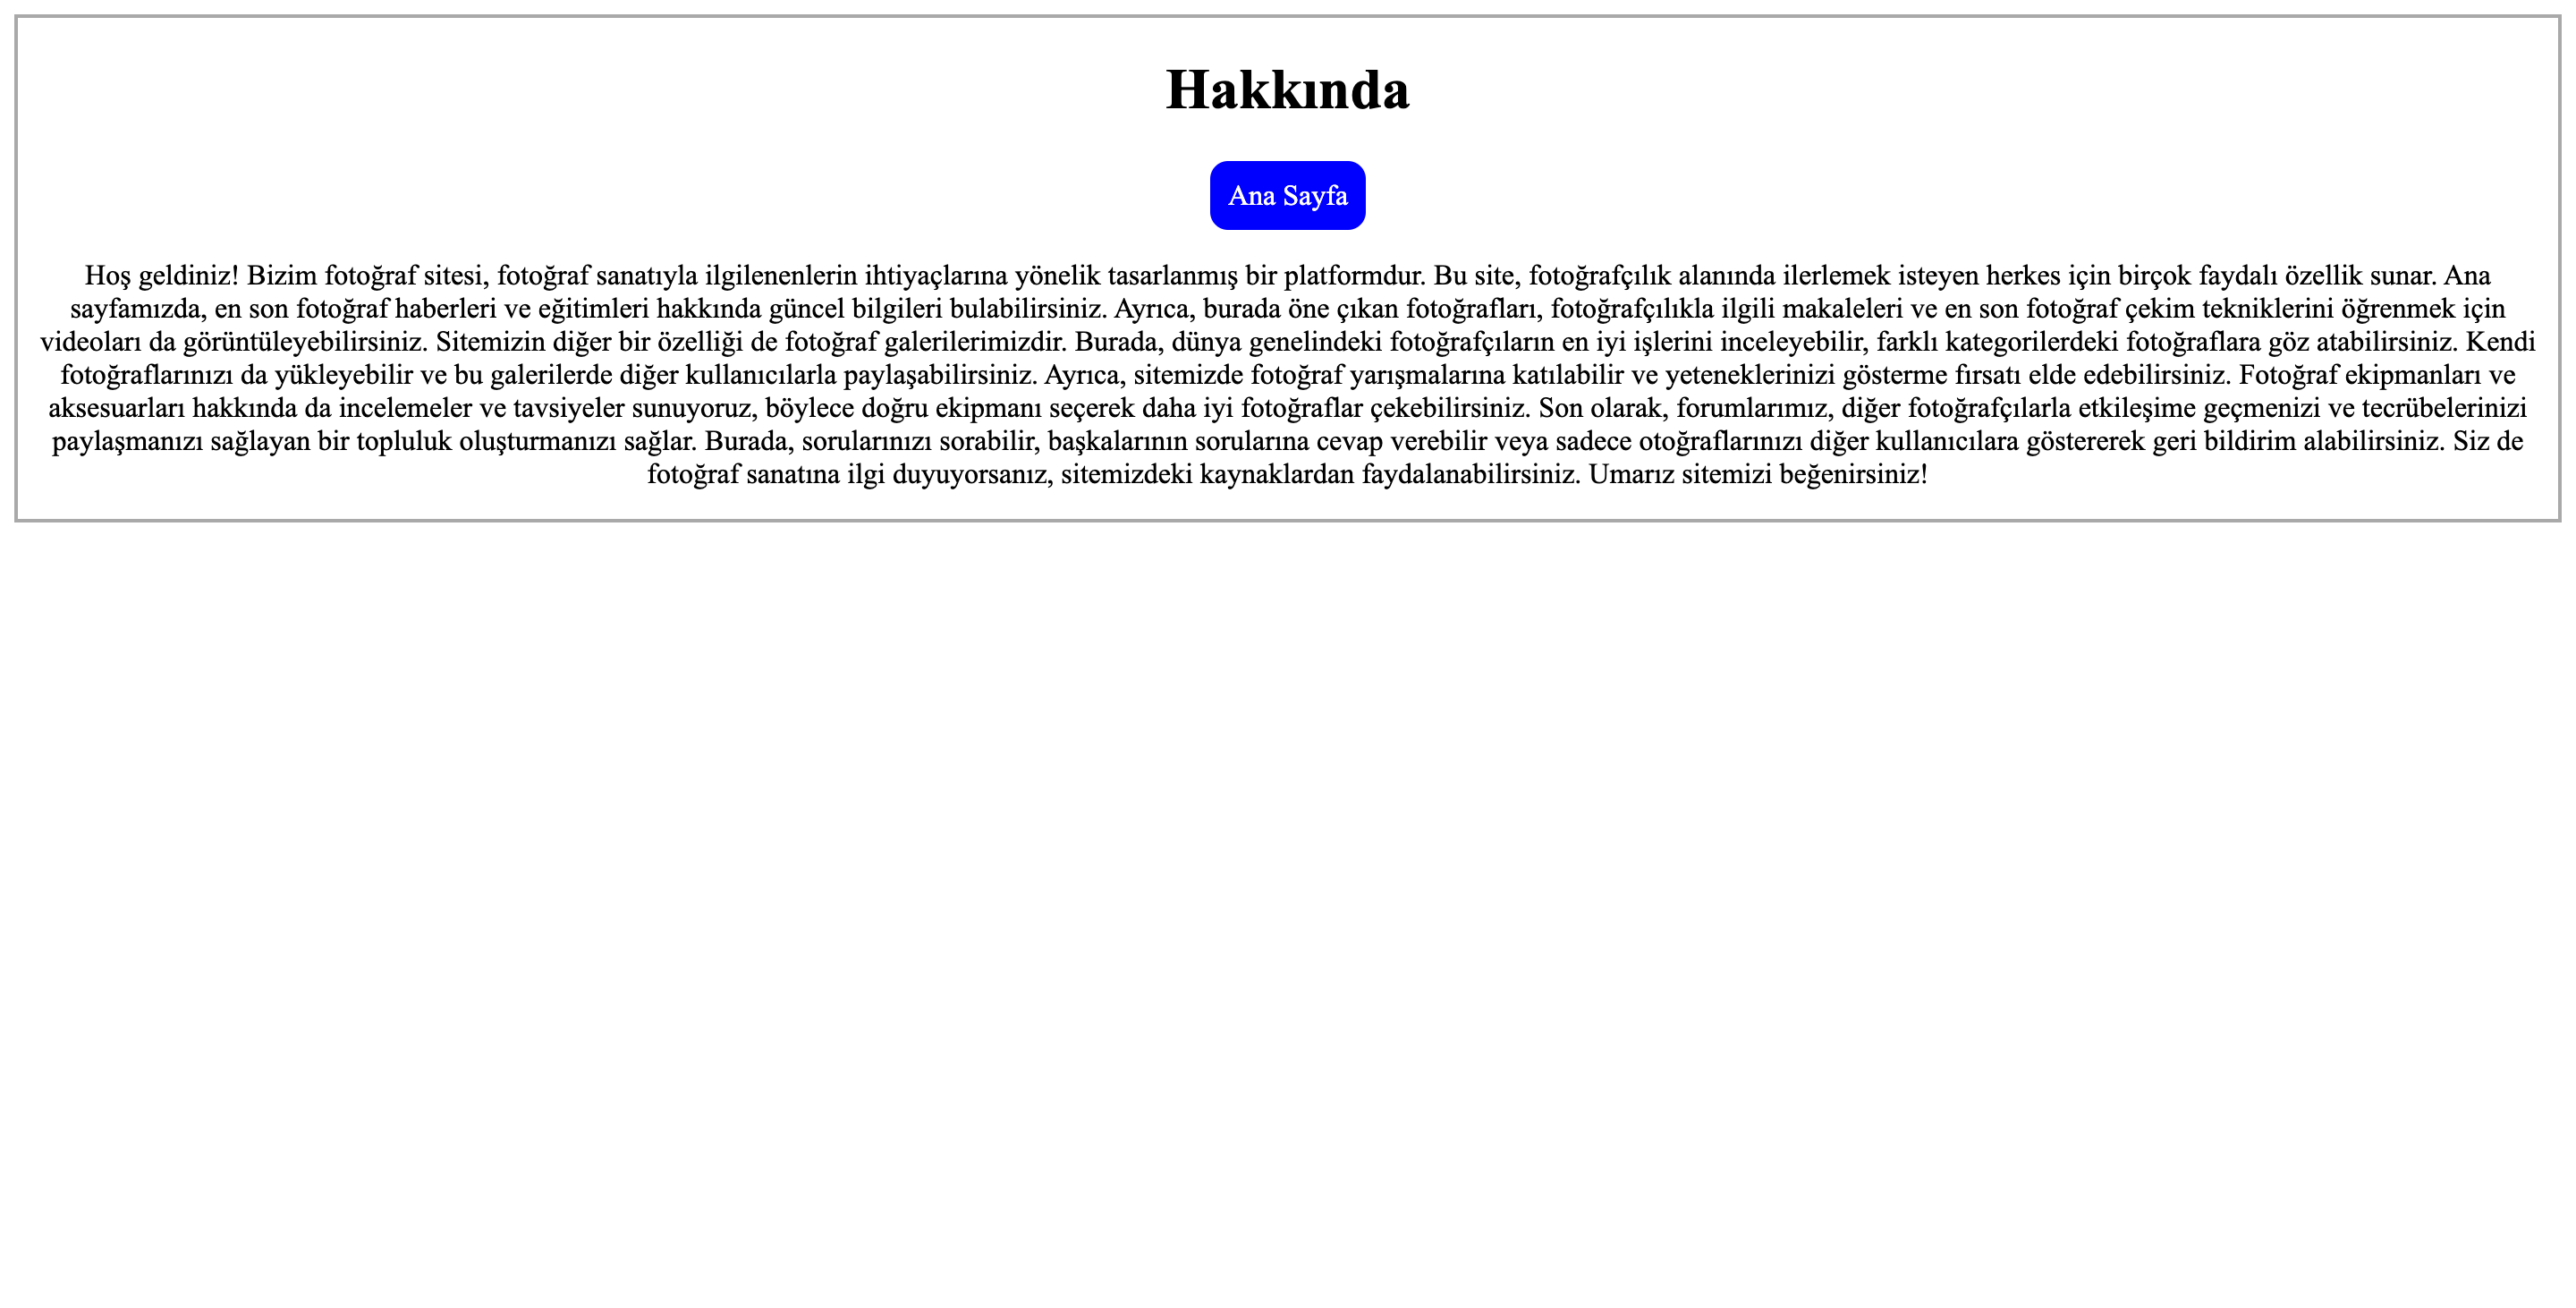 Hakkında
Ana Sayfa
Hoş geldiniz! Bizim fotoğraf sitesi, fotoğraf sanatıyla ilgilenenlerin ihtiyaçlarına yönelik tasarlanmış bir platformdur. Bu site, fotoğrafçılık alanında ilerlemek isteyen herkes için birçok faydalı özellik sunar. Ana
sayfamızda, en son fotoğraf haberleri ve eğitimleri hakkında güncel bilgileri bulabilirsiniz. Ayrıca, burada öne çıkan fotoğrafları, fotoğrafçılıkla ilgili makaleleri ve en son fotoğraf çekim tekniklerini öğrenmek için
videoları da görüntüleyebilirsiniz. Sitemizin diğer bir özelliği de fotoğraf galerilerimizdir. Burada, dünya genelindeki fotoğrafçıların en iyi işlerini inceleyebilir, farklı kategorilerdeki fotoğraflara göz atabilirsiniz. Kendi
fotoğraflarınızı da yükleyebilir ve bu galerilerde diğer kullanıcılarla paylaşabilirsiniz. Ayrıca, sitemizde fotoğraf yarışmalarına katılabilir ve yeteneklerinizi gösterme fırsatı elde edebilirsiniz. Fotoğraf ekipmanları ve
aksesuarları hakkında da incelemeler ve tavsiyeler sunuyoruz, böylece doğru ekipmanı seçerek daha iyi fotoğraflar çekebilirsiniz. Son olarak, forumlarımız, diğer fotoğrafçılarla etkileşime geçmenizi ve tecrübelerinizi
paylaşmanızı sağlayan bir topluluk oluşturmanızı sağlar. Burada, sorularınızı sorabilir, başkalarının sorularına cevap verebilir veya sadece otoğraflarınızı diğer kullanıcılara göstererek geri bildirim alabilirsiniz. Siz de
fotoğraf sanatına ilgi duyuyorsanız, sitemizdeki kaynaklardan faydalanabilirsiniz. Umarız sitemizi beğenirsiniz!